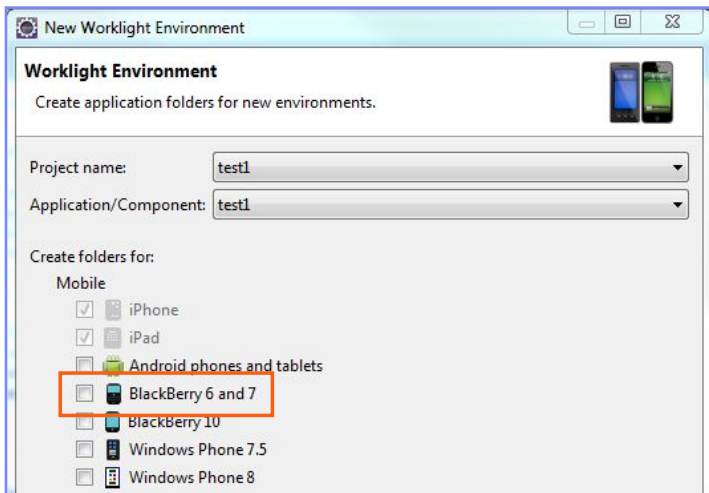 New Worklight Environment
Worklight Environment
Create application folders for new environments.
Project name: test1
Application/Component: test1
Create folders for:
Mobile
iPhone
iPad
Android phones and tablets
BlackBerry 6 and 7
BlackBerry 10
Windows Phone 7.5
Windows Phone 8